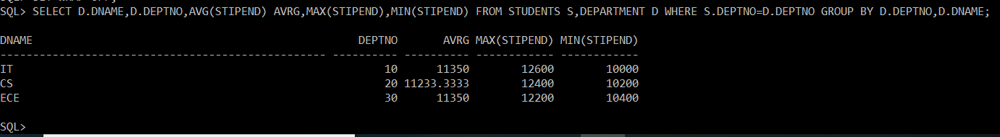 SQL> SELECT D.DNAME,D.DEPTNO,AVG(STIPEND) AVRG,MAX(STIPEND),MIN(STIPEND) FROM STUDENTS S,DEPARTMENT D WHERE S.DEPTNO=D.DEPTNO GROUP BY D.DEPTNO,D.DNAME;
DNAME DEPTNO AVRG MAX(STIPEND) MIN(STIPEND)
-------------------------------------------------- ---------- ---------- ------------ ------------
IT 10 11350 12600 10000
CS 20 11233.3333 12400 10200
ECE 30 11350 12200 10400
SQL>